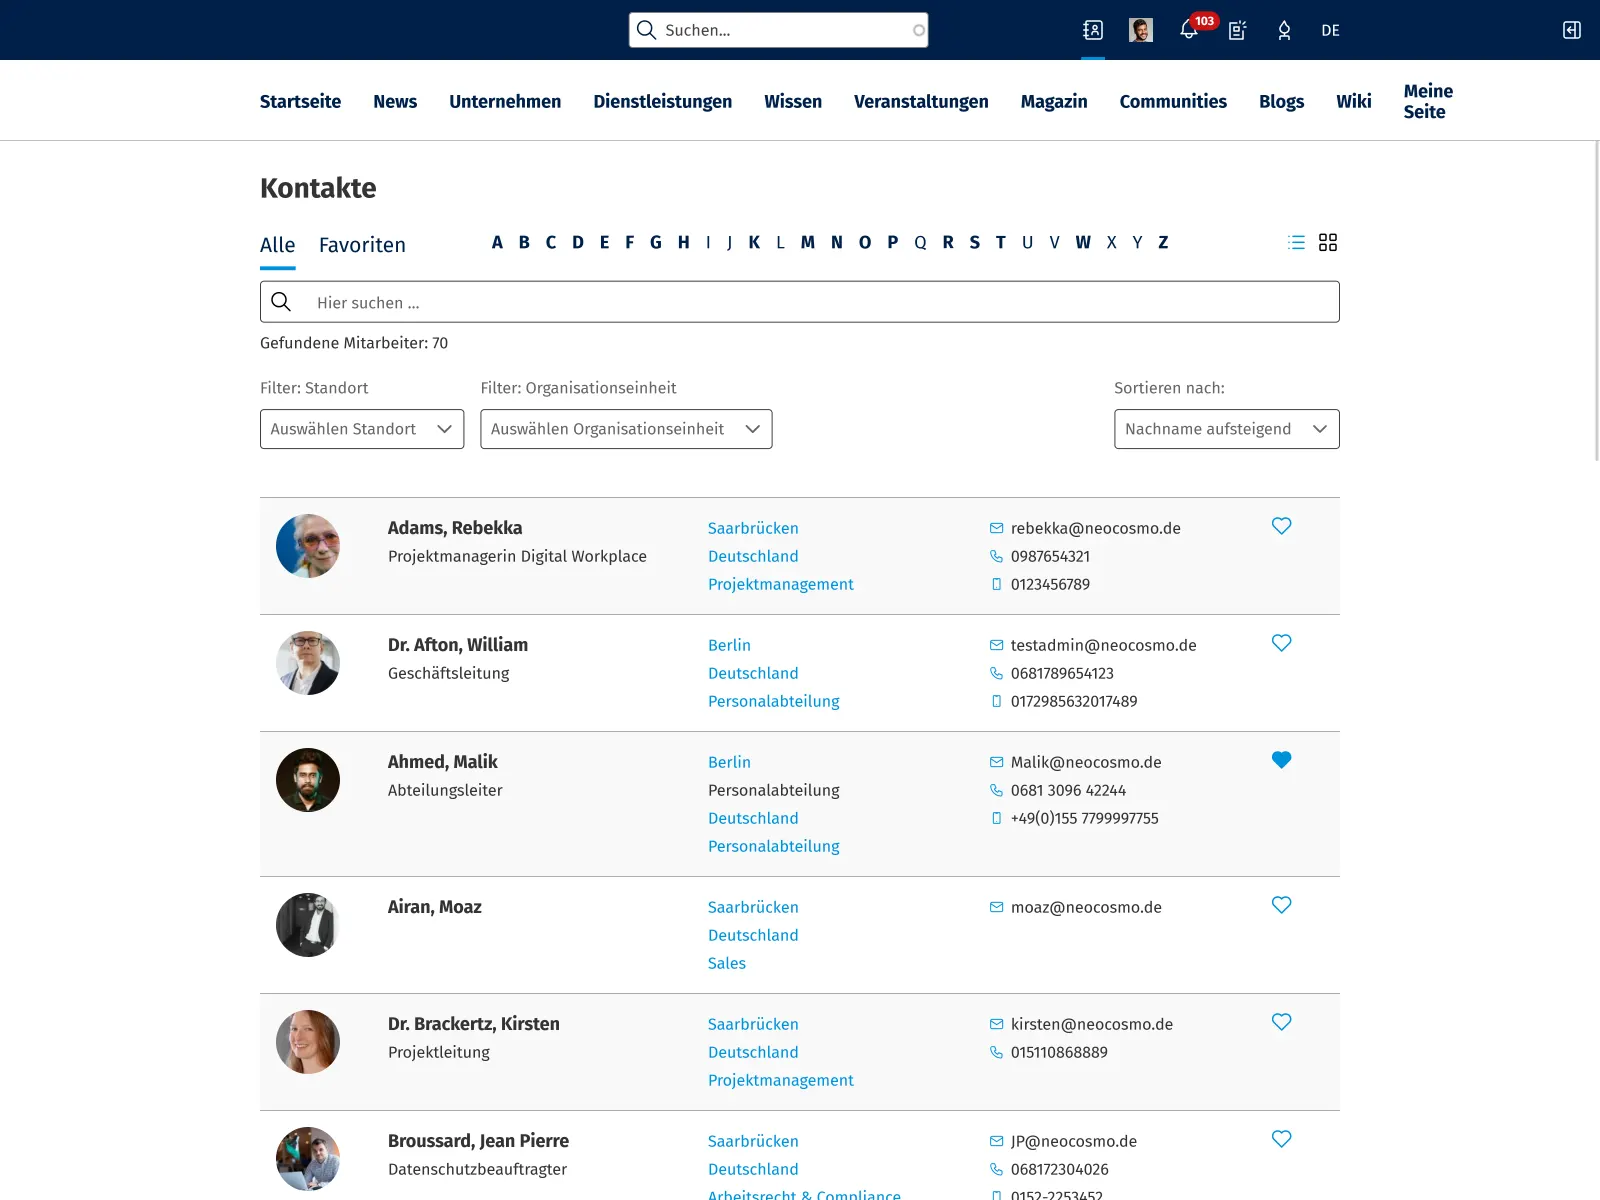 Suchen...
103
DE
Startseite News Unternehmen Dienstleistungen Wissen Veranstaltungen Magazin Communities Blogs Wiki Meine Seite
Kontakte
Alle Favoriten
A B C D E F G H I J K L M N O P Q R S T U V W X Y Z
Hier suchen ...
Gefundene Mitarbeiter: 70
Filter: Standort Filter: Organisationseinheit Sortieren nach:
Auswählen Standort Auswählen Organisationseinheit Nachname aufsteigend
Adams, Rebekka
Projektmanagerin Digital Workplace
Saarbrücken
Deutschland
Projektmanagement
rebekka@neocosmo.de
0987654321
0123456789
Dr. Afton, William
Geschäftsleitung
Berlin
Deutschland
Personalabteilung
testadmin@neocosmo.de
0681789654123
0172985632017489
Ahmed, Malik
Abteilungsleiter
Berlin
Personalabteilung
Deutschland
Personalabteilung
Malik@neocosmo.de
0681 3096 42244
+49(0)155 7799997755
Airan, Moaz
Saarbrücken
Deutschland
Sales
moaz@neocosmo.de
Dr. Brackertz, Kirsten
Projektleitung
Saarbrücken
Deutschland
Projektmanagement
kirsten@neocosmo.de
015110868889
Broussard, Jean Pierre
Datenschutzbeauftragter
Saarbrücken
Deutschland
Arbeitsrecht & Compliance
JP@neocosmo.de
068172304026
0152-2253452